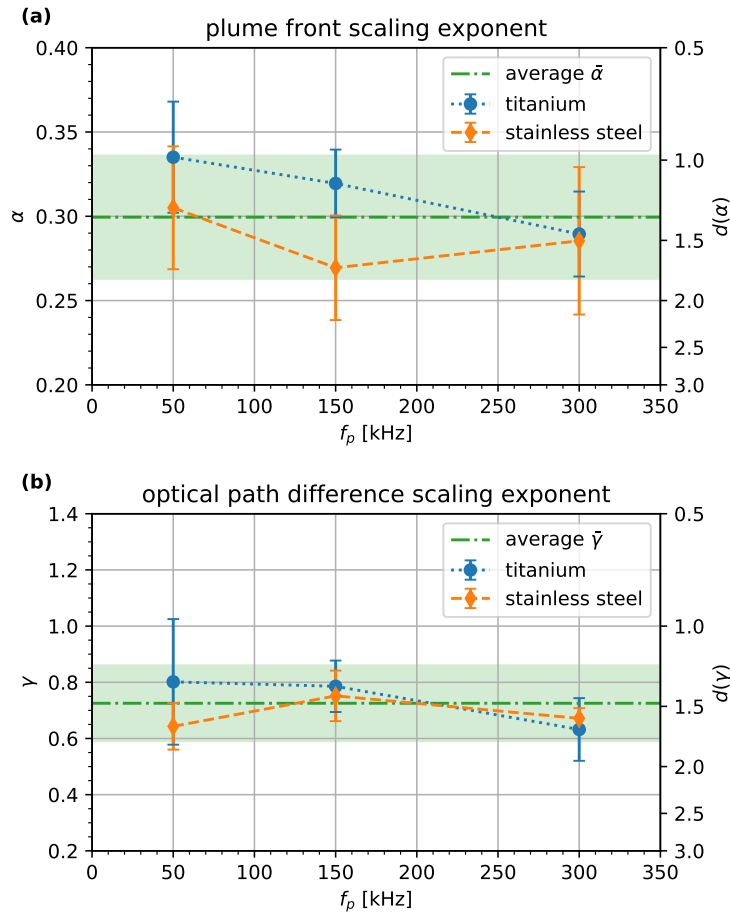 (a)
plume front scaling exponent
average ᾱ
titanium
stainless steel
0.40
0.35
0.30
0.25
0.20
α
0.5
1.0
1.5
2.0
2.5
3.0
d(α)
0 50 100 150 200 250 300 350
f_p [kHz]
(b)
optical path difference scaling exponent
average γ̄
titanium
stainless steel
1.4
1.2
1.0
0.8
0.6
0.4
0.2
γ
0.5
1.0
1.5
2.0
2.5
3.0
d(γ)
0 50 100 150 200 250 300 350
f_p [kHz]